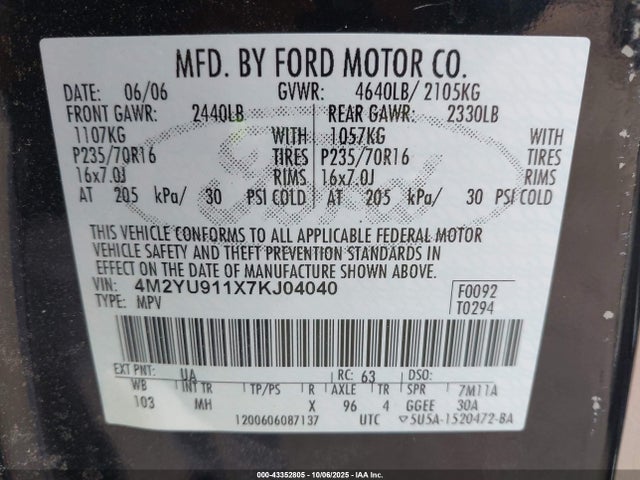 MFD. BY FORD MOTOR CO.
DATE: 06/06 GVWR: 4640LB/ 2105KG
FRONT GAWR: 2440LB REAR GAWR: 2330LB
1107KG WITH 1057KG WITH
P235/70R16 TIRES P235/70R16 TIRES
16x7.0J RIMS 16x7.0J RIMS
AT 205 kPa/ 30 PSI COLD AT 205 kPa/ 30 PSI COLD
Ford
THIS VEHICLE CONFORMS TO ALL APPLICABLE FEDERAL MOTOR
VEHICLE SAFETY AND THEFT PREVENTION STANDARDS IN
EFFECT ON THE DATE OF MANUFACTURE SHOWN ABOVE.
VIN: 4M2YU911X7KJ04040 F0092
TYPE: MPV T0294
EXT PNT: UA RC: 63 DSO:
WB INT TR TP/PS R AXLE TR SPR 7M11A
103 MH X 96 4 GGEE 30A
1200606087137 UTC 5U5A-1520472-BA
000-43352805 - 10/06/2025 - IAA Inc.